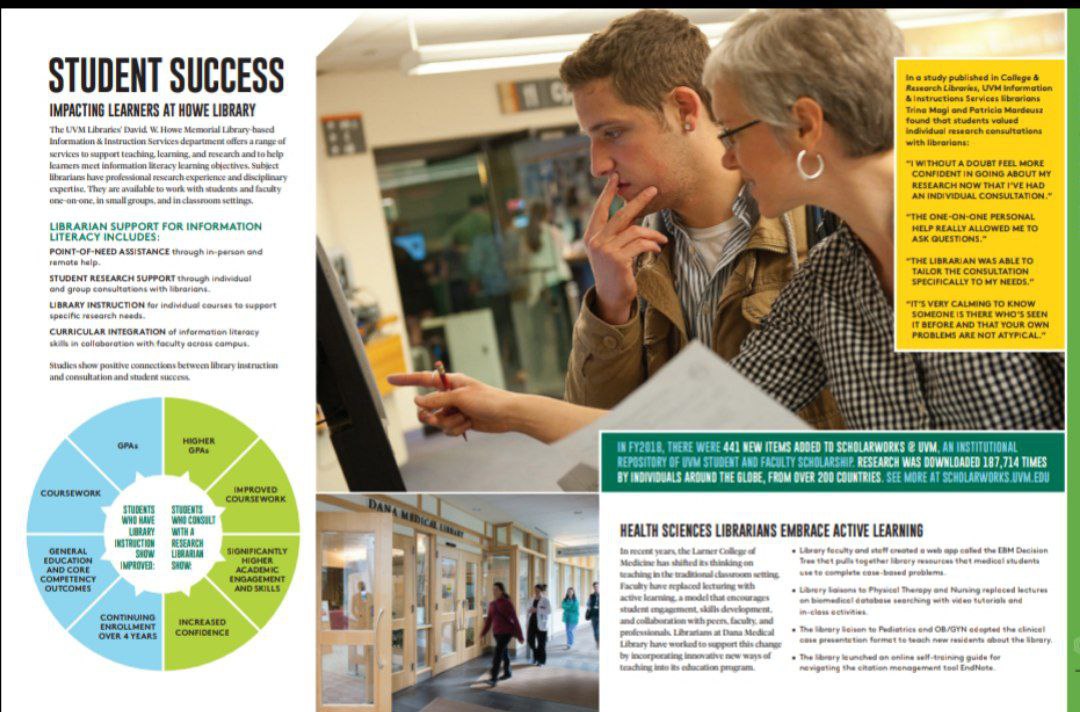 STUDENT SUCCESS
IMPACTING LEARNERS AT HOWE LIBRARY
The UVM Libraries' David. W. Howe Memorial Library-based
Information & Instruction Services department offers a range of
services to support teaching, learning, and research and to help
learners meet information literacy learning objectives. Subject
librarians have professional research experience and disciplinary
expertise. They are available to work with students and faculty
one-on-one, in small groups, and in classroom settings.
LIBRARIAN SUPPORT FOR INFORMATION
LITERACY INCLUDES:
POINT-OF-NEED ASSISTANCE through in-person and
remote help.
STUDENT RESEARCH SUPPORT through individual
and group consultations with librarians.
LIBRARY INSTRUCTION for individual courses to support
specific research needs.
CURRICULAR INTEGRATION of information literacy
skills in collaboration with faculty across campus.
Studies show positive connections between library instruction
and consultation and student success.
STUDENTS
WHO HAVE
LIBRARY
INSTRUCTION
SHOW
IMPROVED:
GPAs
COURSEWORK
GENERAL
EDUCATION
AND CORE
COMPETENCY
OUTCOMES
CONTINUING
ENROLLMENT
OVER 4 YEARS
STUDENTS
WHO CONSULT
WITH A
RESEARCH
LIBRARIAN
SHOW:
HIGHER
GPAs
IMPROVED
COURSEWORK
SIGNIFICANTLY
HIGHER
ACADEMIC
ENGAGEMENT
AND SKILLS
INCREASED
CONFIDENCE
In a study published in College &
Research Libraries, UVM Information
& Instructions Services librarians
Trina Magi and Patricia Mardeusz
found that students valued
individual research consultations
with librarians:
"I WITHOUT A DOUBT FEEL MORE
CONFIDENT IN GOING ABOUT MY
RESEARCH NOW THAT I'VE HAD
AN INDIVIDUAL CONSULTATION."
"THE ONE-ON-ONE PERSONAL
HELP REALLY ALLOWED ME TO
ASK QUESTIONS."
"THE LIBRARIAN WAS ABLE TO
TAILOR THE CONSULTATION
SPECIFICALLY TO MY NEEDS."
"IT'S VERY CALMING TO KNOW
SOMEONE IS THERE WHO'S SEEN
IT BEFORE AND THAT YOUR OWN
PROBLEMS ARE NOT ATYPICAL."
IN FY2018, THERE WERE 441 NEW ITEMS ADDED TO SCHOLARWORKS @ UVM, AN INSTITUTIONAL
REPOSITORY OF UVM STUDENT AND FACULTY SCHOLARSHIP. RESEARCH WAS DOWNLOADED 187,714 TIMES
BY INDIVIDUALS AROUND THE GLOBE, FROM OVER 200 COUNTRIES. SEE MORE AT SCHOLARWORKS.UVM.EDU
DANA MEDICAL LIBRARY
HEALTH SCIENCES LIBRARIANS EMBRACE ACTIVE LEARNING
In recent years, the Larner College of
Medicine has shifted its thinking on
teaching in the traditional classroom setting.
Faculty have replaced lecturing with
active learning, a model that encourages
student engagement, skills development,
and collaboration with peers, faculty, and
professionals. Librarians at Dana Medical
Library have worked to support this change
by incorporating innovative new ways of
teaching into its education program.
• Library faculty and staff created a web app called the EBM Decision
Tree that pulls together library resources that medical students
use to complete case-based problems.
• Library liaisons to Physical Therapy and Nursing replaced lectures
on biomedical database searching with video tutorials and
in-class activities.
• The library liaison to Pediatrics and OB/GYN adopted the clinical
case presentation format to teach new residents about the library.
• The library launched an online self-training guide for
navigating the citation management tool EndNote.